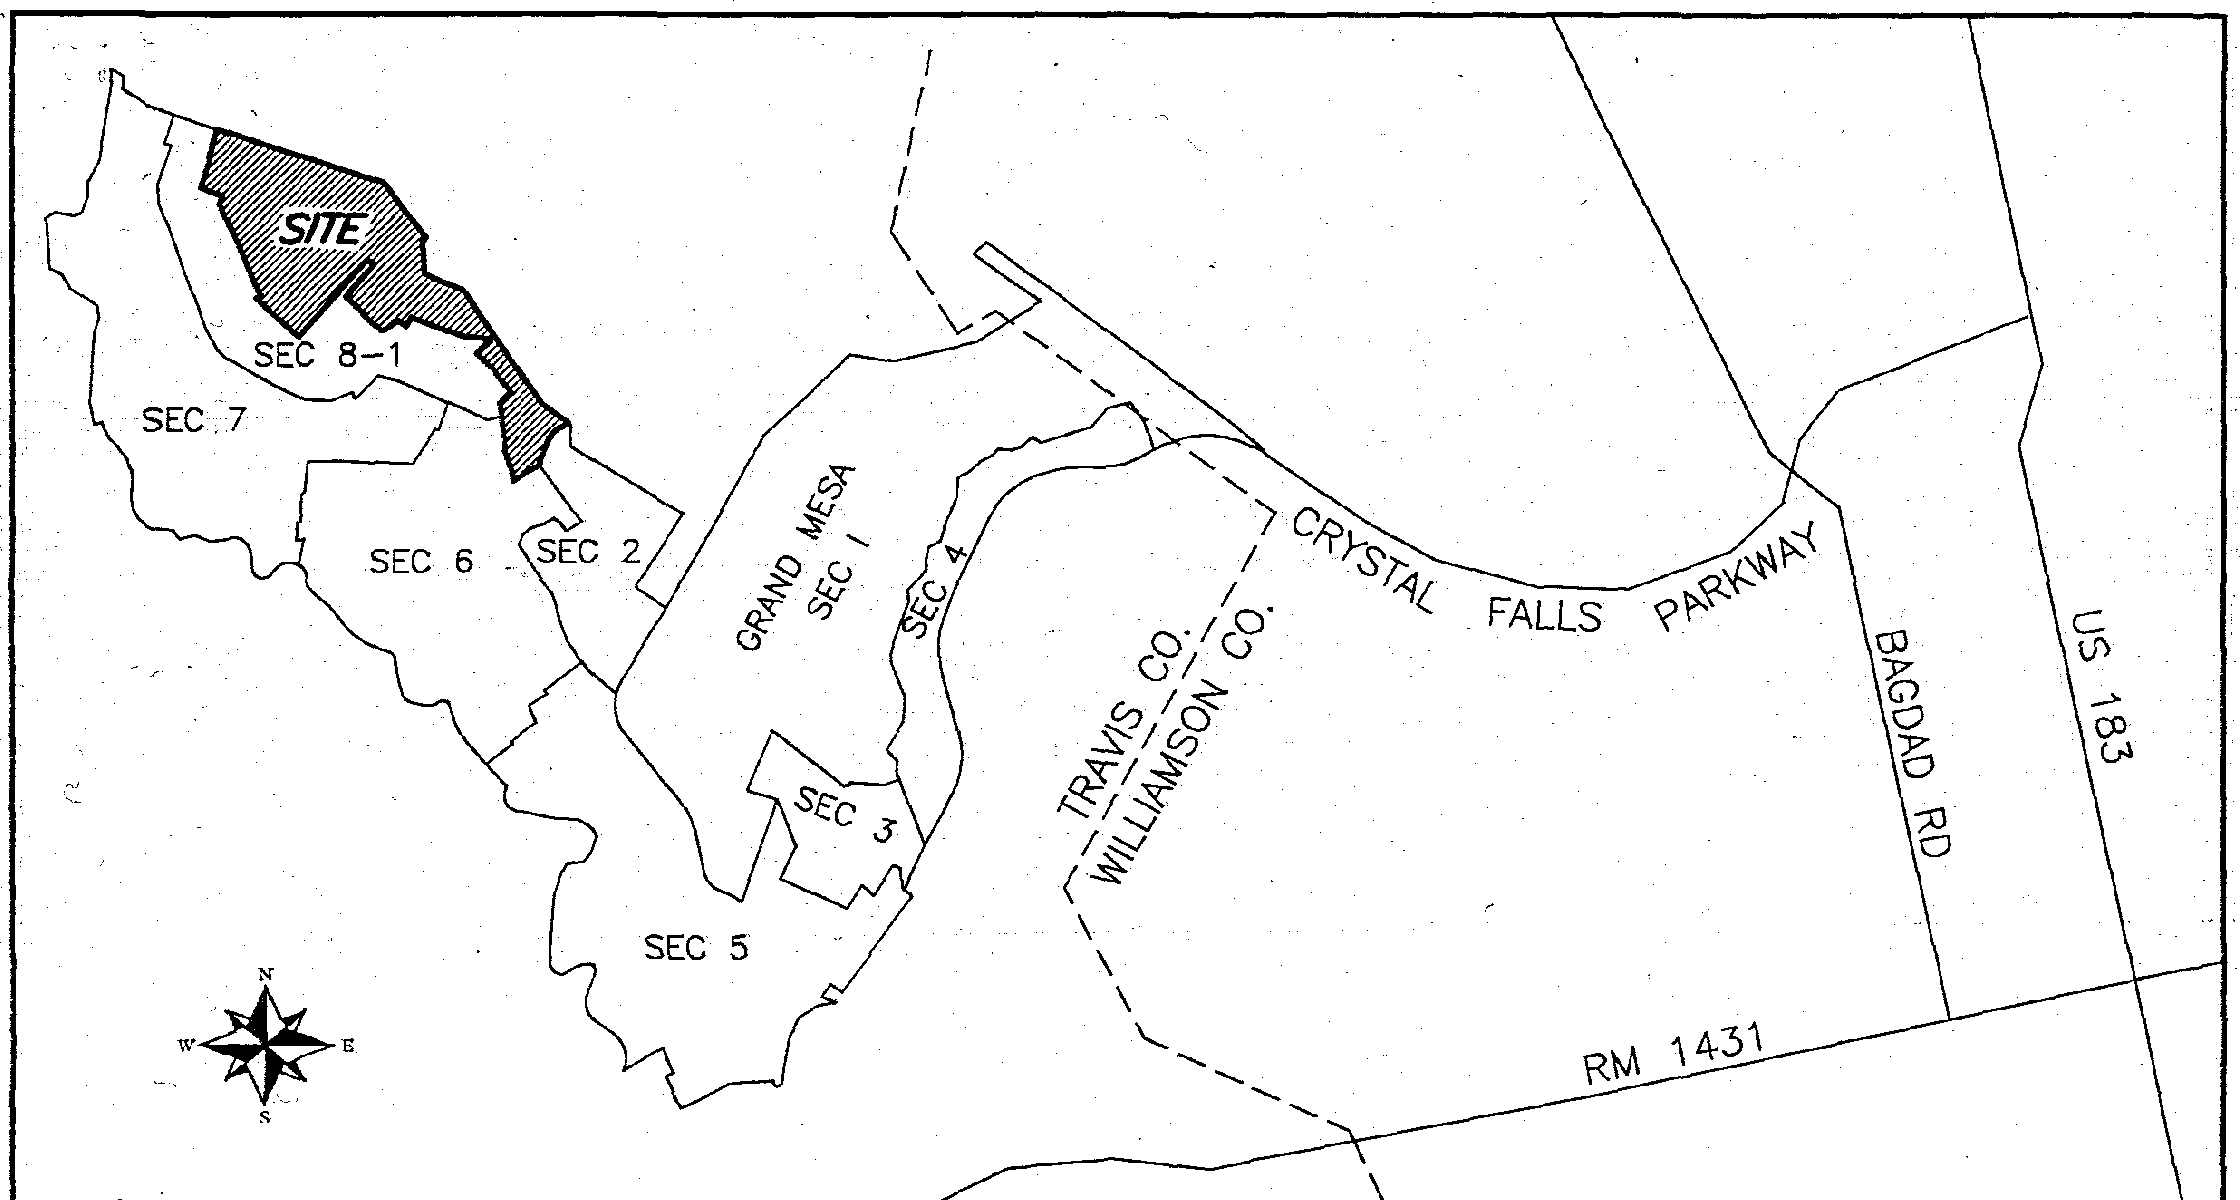 SITE
SEC 8-1
SEC 7
SEC 6
SEC 2
GRAND MESA
SEC 1
SEC 4
SEC 3
SEC 5
CRYSTAL FALLS PARKWAY
TRAVIS CO.
WILLIAMSON CO.
BAGDAD RD
US 183
RM 1431
N
W
E
S